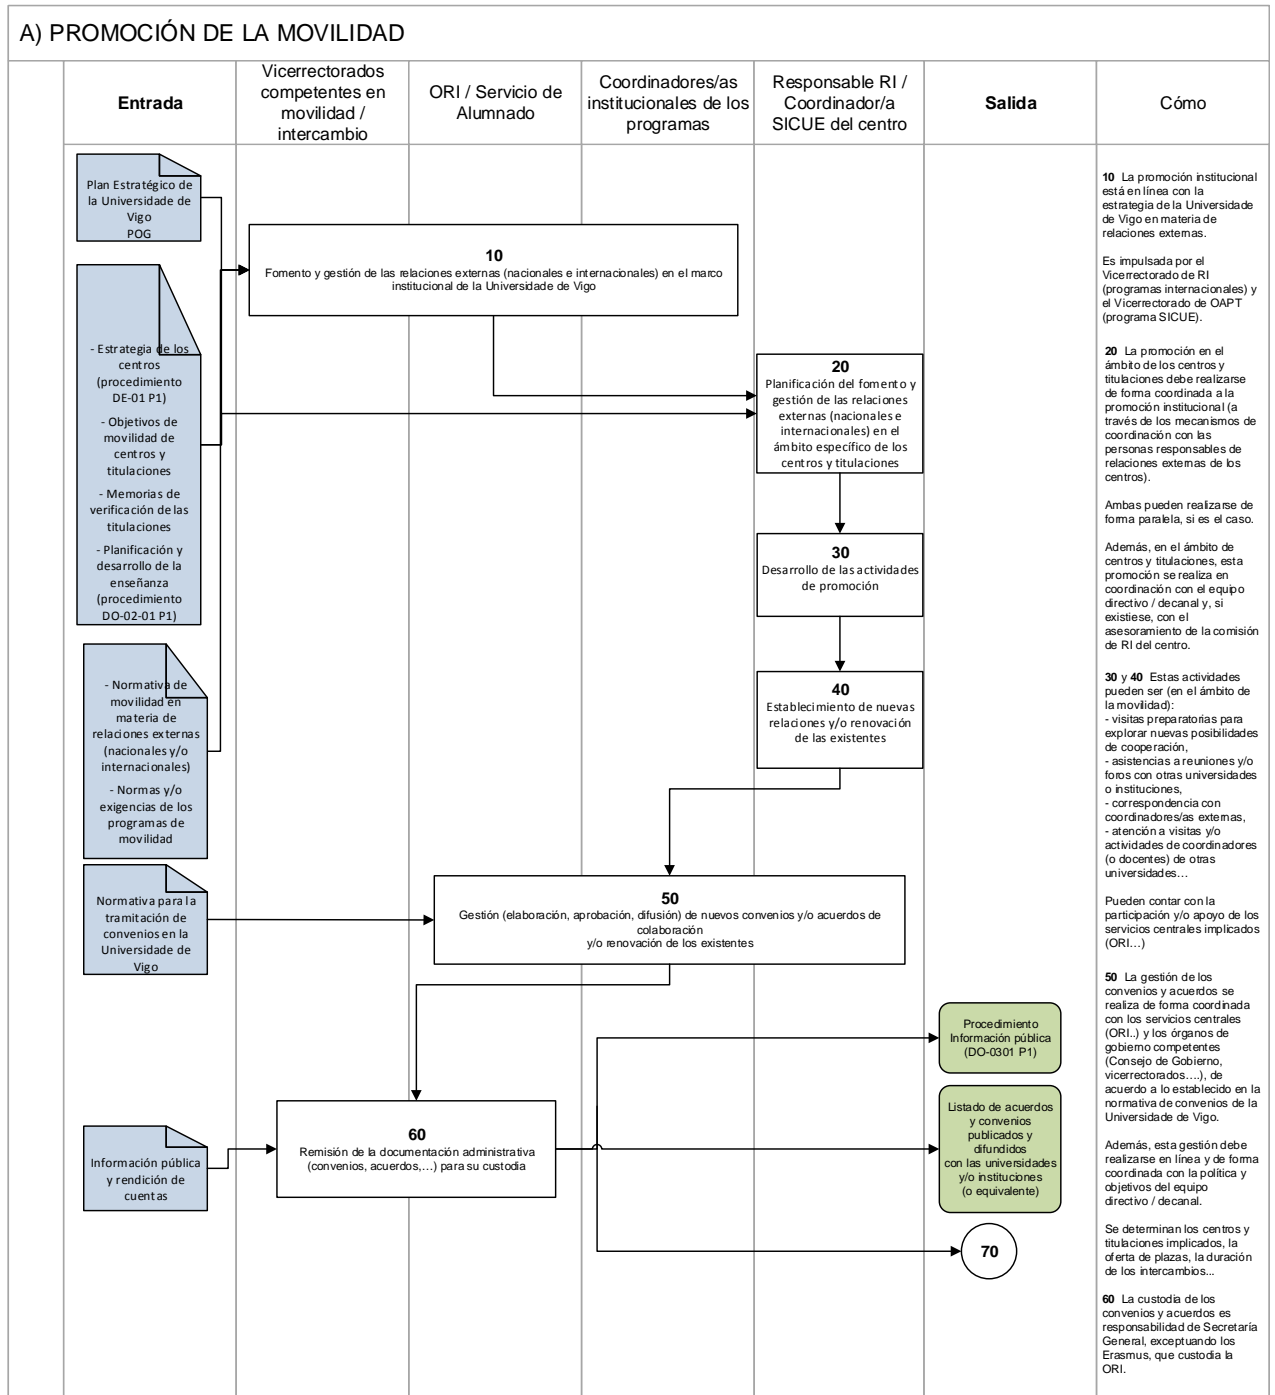 A) PROMOCIÓN DE LA MOVILIDAD
Entrada
Vicerrectorados
competentes en
movilidad /
intercambio
ORI / Servicio de
Alumnado
Coordinadores/as
institucionales de los
programas
Responsable RI /
Coordinador/a
SICUE del centro
Salida
Cómo
Plan Estratégico de
la Universidade de
Vigo
POG
- Estrategia de los
centros
(procedimiento
DE-01 P1)
- Objetivos de
movilidad de
centros y
titulaciones
- Memorias de
verificación de las
titulaciones
- Planificación y
desarrollo de la
enseñanza
(procedimiento
DO-02-01 P1)
- Normativa de
movilidad en
materia de
relaciones externas
(nacionales y/o
internacionales)
- Normas y/o
exigencias de los
programas de
movilidad
Normativa para la
tramitación de
convenios en la
Universidade de
Vigo
Información pública
y rendición de
cuentas
10
Fomento y gestión de las relaciones externas (nacionales e internacionales) en el marco
institucional de la Universidade de Vigo
20
Planificación del fomento y
gestión de las relaciones
externas (nacionales e
internacionales) en el
ámbito específico de los
centros y titulaciones
30
Desarrollo de las actividades
de promoción
40
Establecimiento de nuevas
relaciones y/o renovación
de las existentes
50
Gestión (elaboración, aprobación, difusión) de nuevos convenios y/o acuerdos de
colaboración
y/o renovación de los existentes
60
Remisión de la documentación administrativa
(convenios, acuerdos,...) para su custodia
Procedimiento
Información pública
(DO-0301 P1)
Listado de acuerdos
y convenios
publicados y
difundidos
con las universidades
y/o instituciones
(o equivalente)
70
10 La promoción institucional
está en línea con la
estrategia de la Universidade
de Vigo en materia de
relaciones externas.
Es impulsada por el
Vicerrectorado de RI
(programas internacionales) y
el Vicerrectorado de OAPT
(programa SICUE).
20 La promoción en el
ámbito de los centros y
titulaciones debe realizarse
de forma coordinada a la
promoción institucional (a
través de los mecanismos de
coordinación con las
personas responsables de
relaciones externas de los
centros).
Ambas pueden realizarse de
forma paralela, si es el caso.
Además, en el ámbito de
centros y titulaciones, esta
promoción se realiza en
coordinación con el equipo
directivo / decanal y, si
existiese, con el
asesoramiento de la comisión
de RI del centro.
30 y 40 Estas actividades
pueden ser (en el ámbito de
la movilidad):
- visitas preparatorias para
explorar nuevas posibilidades
de cooperación,
- asistencias a reuniones y/o
foros con otras universidades
o instituciones,
- correspondencia con
coordinadores/as externas,
- atención a visitas y/o
actividades de coordinadores
(o docentes) de otras
universidades...
Pueden contar con la
participación y/o apoyo de los
servicios centrales implicados
(ORI...)
50 La gestión de los
convenios y acuerdos se
realiza de forma coordinada
con los servicios centrales
(ORI..) y los órganos de
gobierno competentes
(Consejo de Gobierno,
vicerrectorados....), de
acuerdo a lo establecido en la
normativa de convenios de la
Universidade de Vigo.
Además, esta gestión debe
realizarse en línea y de forma
coordinada con la política y
objetivos del equipo
directivo / decanal.
Se determinan los centros y
titulaciones implicados, la
oferta de plazas, la duración
de los intercambios...
60 La custodia de los
convenios y acuerdos es
responsabilidad de Secretaría
General, exceptuando los
Erasmus, que custodia la
ORI.